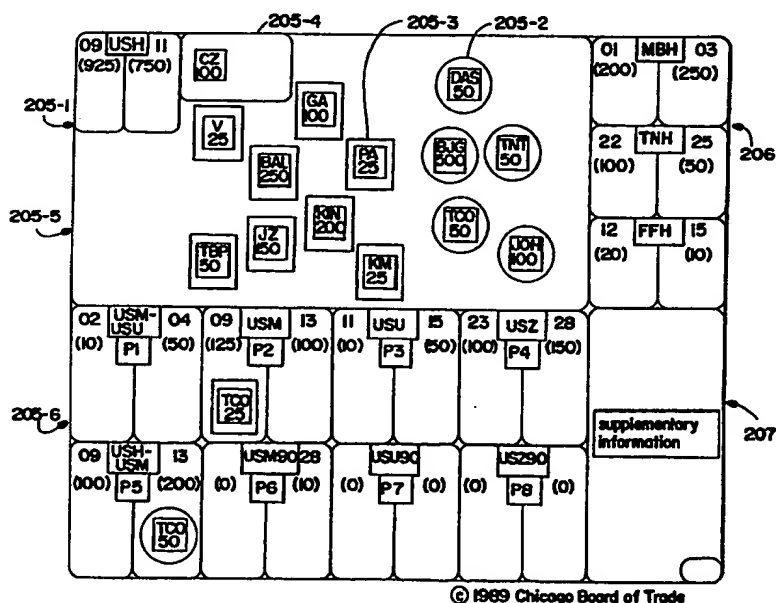 205-4
205-3
205-2
09 USH 11
(925) (750)
CZ
100
01 MBH 03
(200) (250)
DAS
50
GA
100
205-1
V
25
BJG
500
TNT
50
206
22 TNH 25
(100) (50)
BAL
250
PA
25
205-5
KIN
200
TCO
50
12 FFH 15
(20) (10)
TBP
50
JZ
150
KM
25
JOH
100
02 USM-USU 04
(10) P1 (50)
09 USM 13
(125) P2 (100)
11 USU 15
(10) P3 (50)
23 USZ 28
(100) P4 (150)
TCO
25
205-6
supplementary
information
207
09 USH-USM 13
(100) P5 (200)
USM90 28
(0) P6 (10)
USU90
(0) P7 (0)
USZ90
(0) P8 (0)
TCO
50
© 1989 Chicago Board of Trade